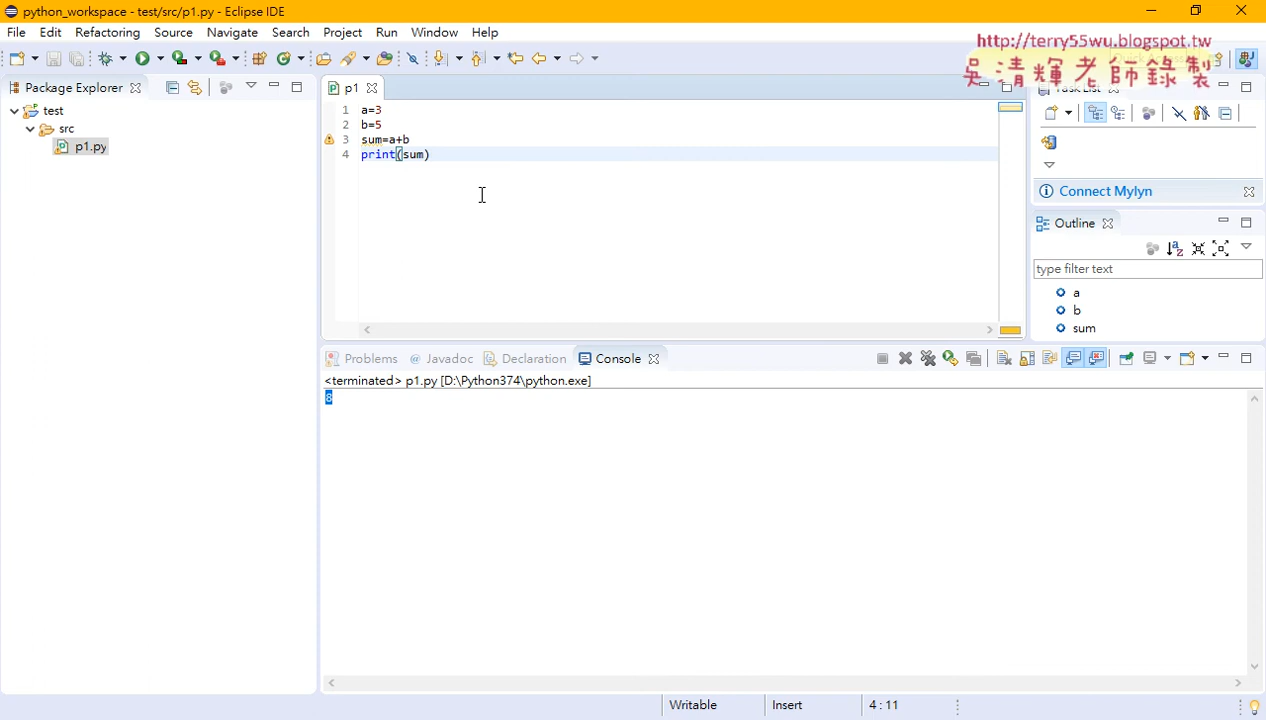 python_workspace - test/src/p1.py - Eclipse IDE
File Edit Refactoring Source Navigate Search Project Run Window Help
http://terry55wu.blogspot.tw
吳清輝老師錄製
Package Explorer
p1
Task List
test
src
p1.py
1 a=3
2 b=5
3 sum=a+b
4 print(sum)
Connect Mylyn
Outline
type filter text
a
b
sum
Problems
@ Javadoc
Declaration
Console
<terminated> p1.py [D:\Python374\python.exe]
8
Writable
Insert
4 : 11